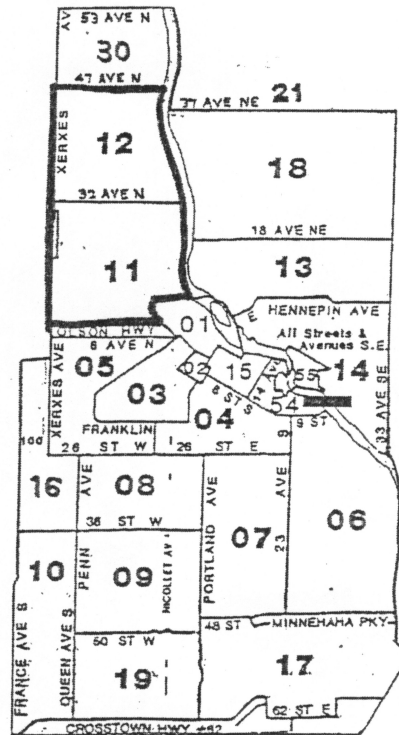 53 AVE N
AV
30
47 AVE N
21
37 AVE NE
XERXES
12
18
32 AVE N
18 AVE NE
11
13
HENNEPIN AVE
E
01
All Streets &
Avenues S.E.
OLSON HWY
6 AVE N
05
02
15
55
14
XERXES AVE
03
8 ST S
14
54
33 AVE SE
04
9 ST
FRANKLIN
100
26 ST W
26 ST E
9
16
AVE
08
PORTLAND AVE
AVE
06
36 ST W
07
23
10
PENN
09
NICOLLET AV
FRANCE AVE S
QUEEN AVE S
48 ST
MINNEHAHA PKY
50 ST W
19
17
62 ST E
CROSSTOWN HWY #62